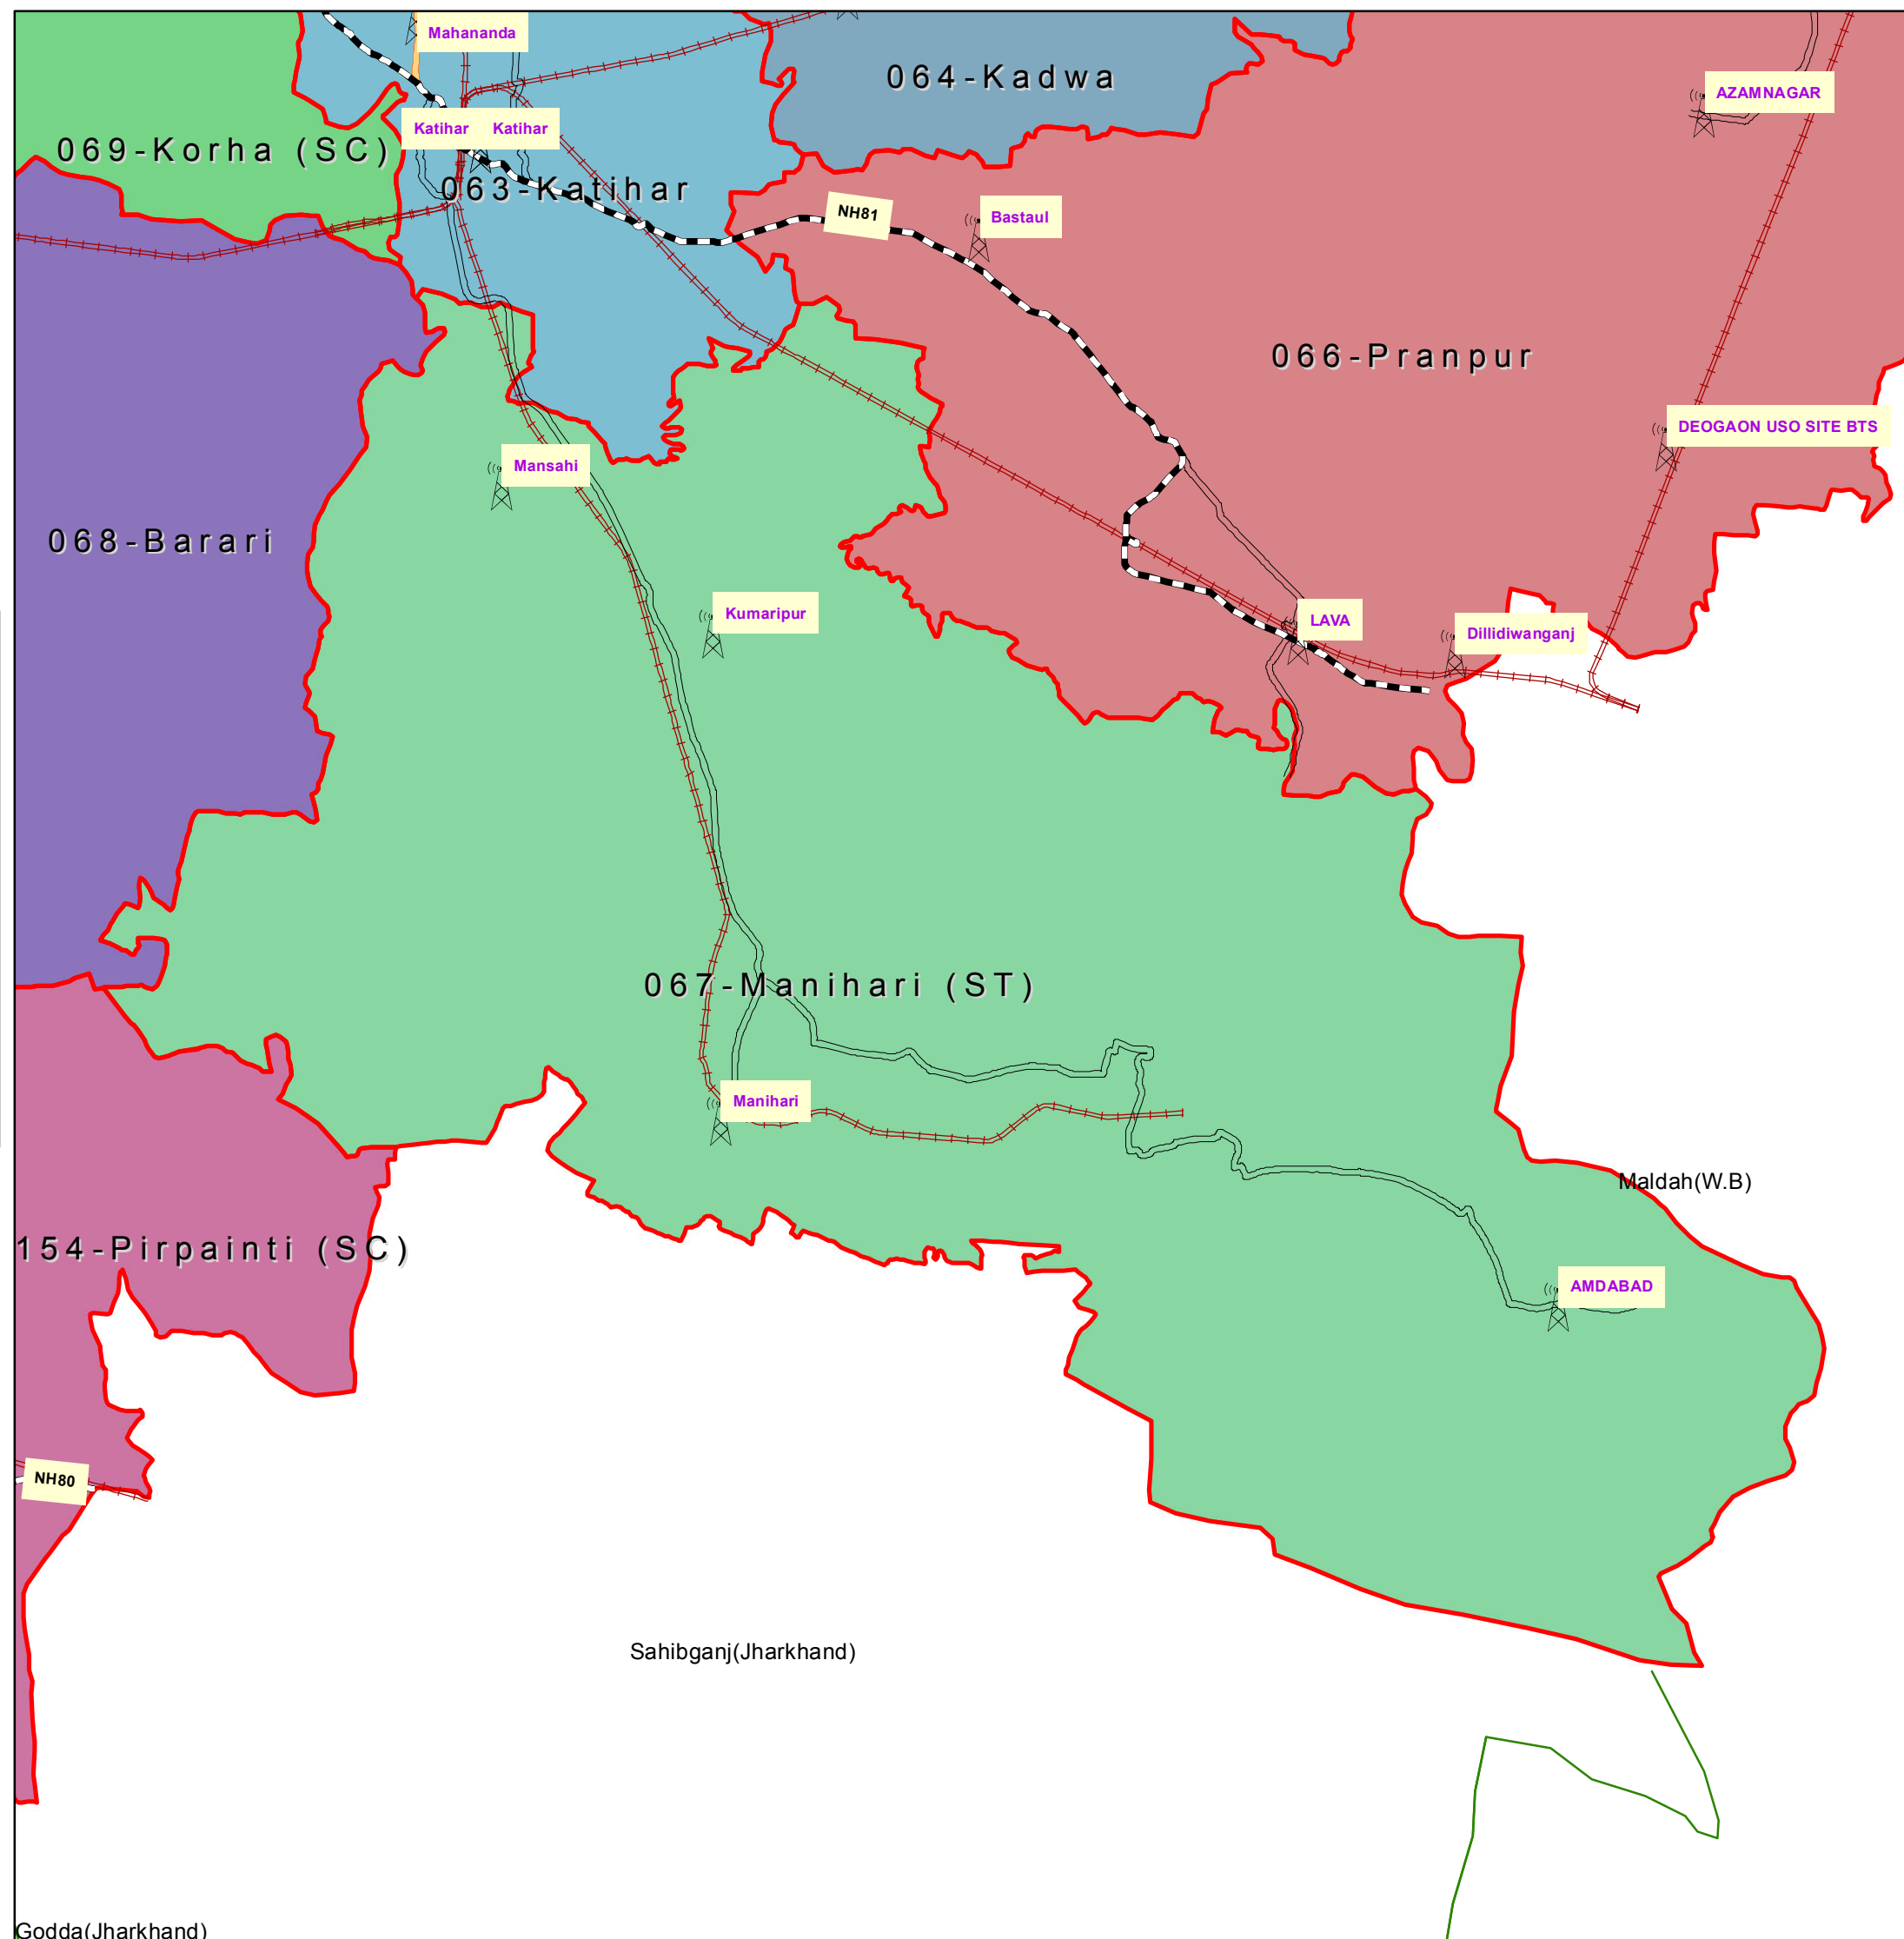 Mahananda
064-Kadwa
AZAMNAGAR
Katihar
Katihar
069-Korha (SC)
063-Katihar
NH81
Bastaul
066-Pranpur
DEOGAON USO SITE BTS
Mansahi
068-Barari
Kumaripur
LAVA
Dillidiwanganj
067-Manihari (ST)
Manihari
Maldah(W.B)
154-Pirpainti (SC)
AMDABAD
NH80
Sahibganj(Jharkhand)
Godda(Jharkhand)